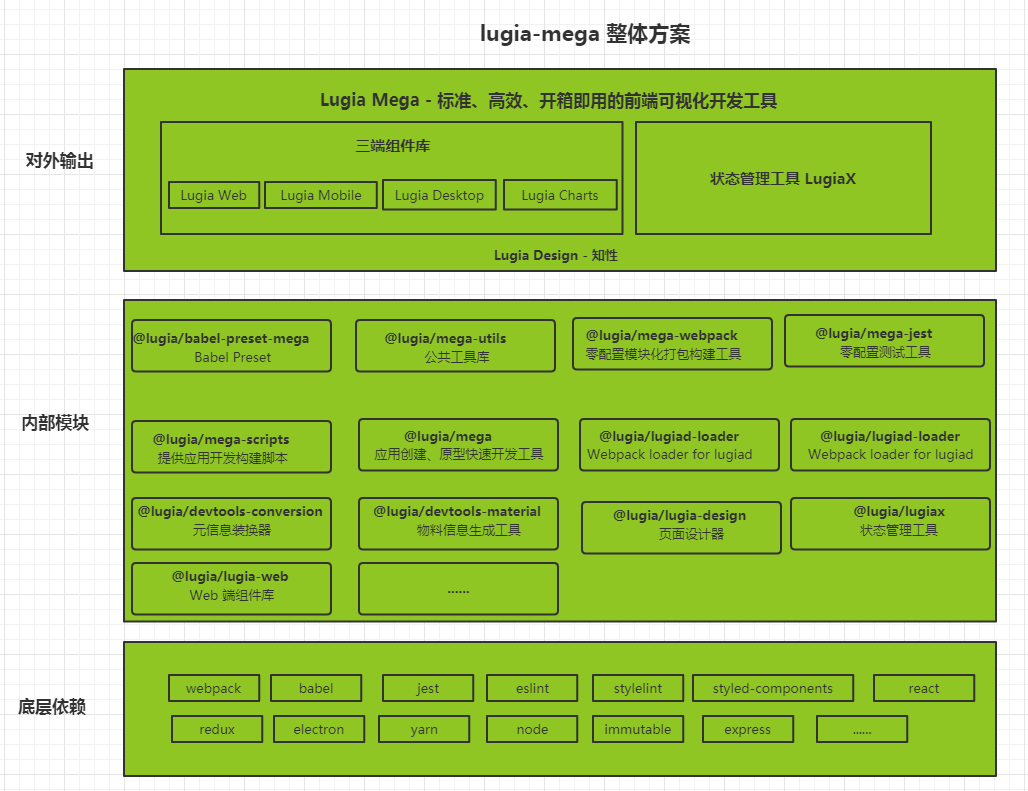 lugia-mega 整体方案
对外输出
Lugia Mega - 标准、高效、开箱即用的前端可视化开发工具
三端组件库
Lugia Web
Lugia Mobile
Lugia Desktop
Lugia Charts
状态管理工具 LugiaX
Lugia Design - 知性
内部模块
@lugia/babel-preset-mega
Babel Preset
@lugia/mega-utils
公共工具库
@lugia/mega-webpack
零配置模块化打包构建工具
@lugia/mega-jest
零配置测试工具
@lugia/mega-scripts
提供应用开发构建脚本
@lugia/mega
应用创建、原型快速开发工具
@lugia/lugiad-loader
Webpack loader for lugiad
@lugia/lugiad-loader
Webpack loader for lugiad
@lugia/devtools-conversion
元信息装换器
@lugia/devtools-material
物料信息生成工具
@lugia/lugia-design
页面设计器
@lugia/lugiax
状态管理工具
@lugia/lugia-web
Web 端组件库
......
底层依赖
webpack
babel
jest
eslint
stylelint
styled-components
react
redux
electron
yarn
node
immutable
express
......